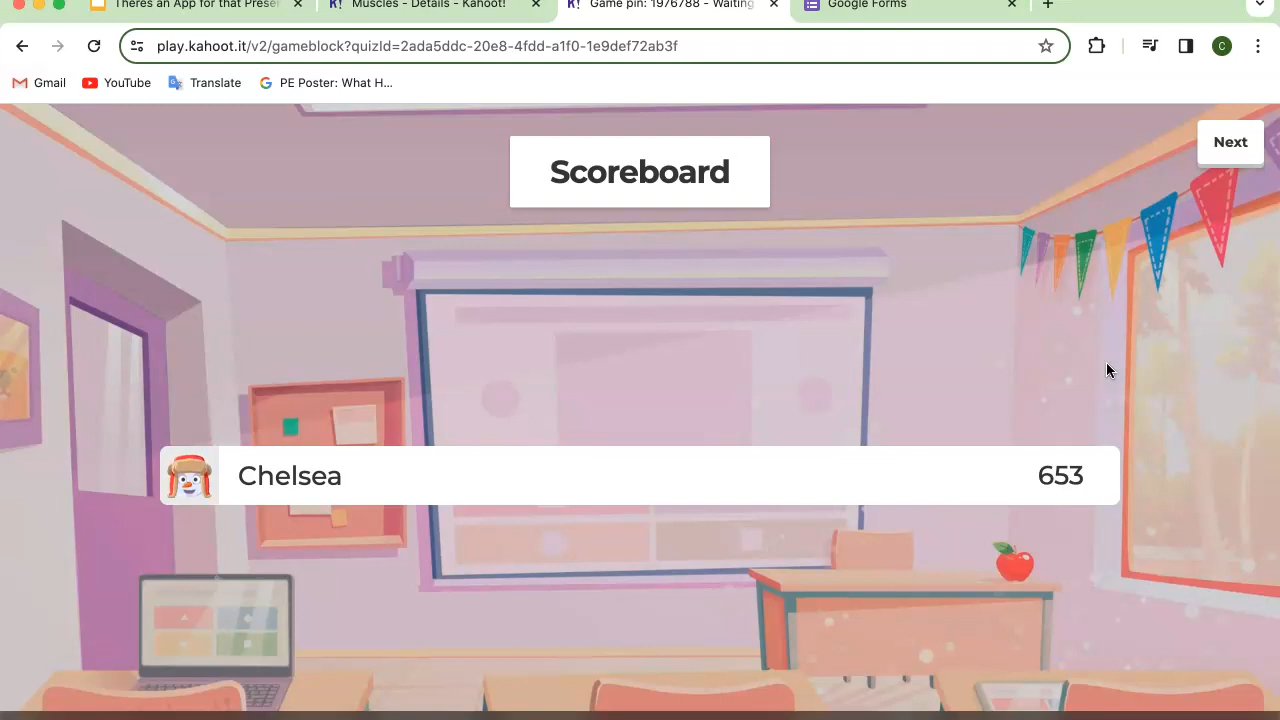 Theres an App for that Presen
Muscles - Details - Kahoot!
Game pin: 1976788 - Waiting
Google Forms
play.kahoot.it/v2/gameblock?quizId=2ada5ddc-20e8-4fdd-a1f0-1e9def72ab3f
C
Gmail
YouTube
Translate
PE Poster: What H...
Scoreboard
Next
Chelsea
653